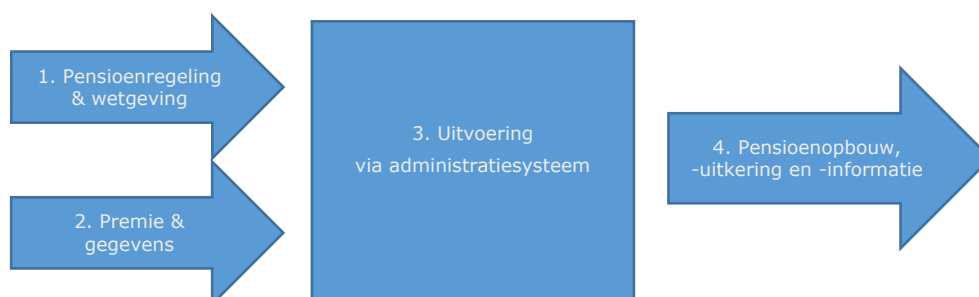 1. Pensioenregeling
& wetgeving
2. Premie &
gegevens
3. Uitvoering
via administratiesysteem
4. Pensioenopbouw,
-uitkering en -informatie